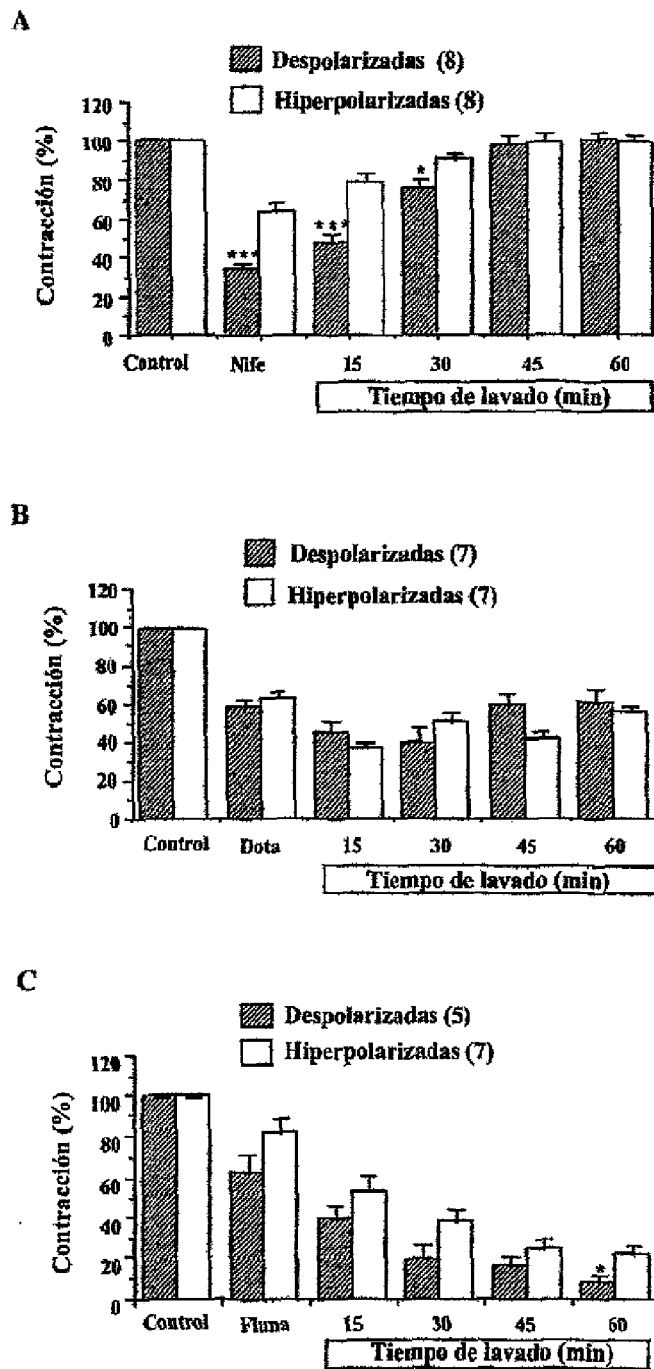 A
Despolarizadas (8)
Hiperpolarizadas (8)
Contracción (%)
120
100
80
60
40
20
0
***
***
*
Control Nife 15 30 45 60
Tiempo de lavado (min)
B
Despolarizadas (7)
Hiperpolarizadas (7)
Contracción (%)
120
100
80
60
40
20
0
Control Dota 15 30 45 60
Tiempo de lavado (min)
C
Despolarizadas (5)
Hiperpolarizadas (7)
Contracción (%)
120
100
80
60
40
20
0
*
Control Fluna 15 30 45 60
Tiempo de lavado (min)